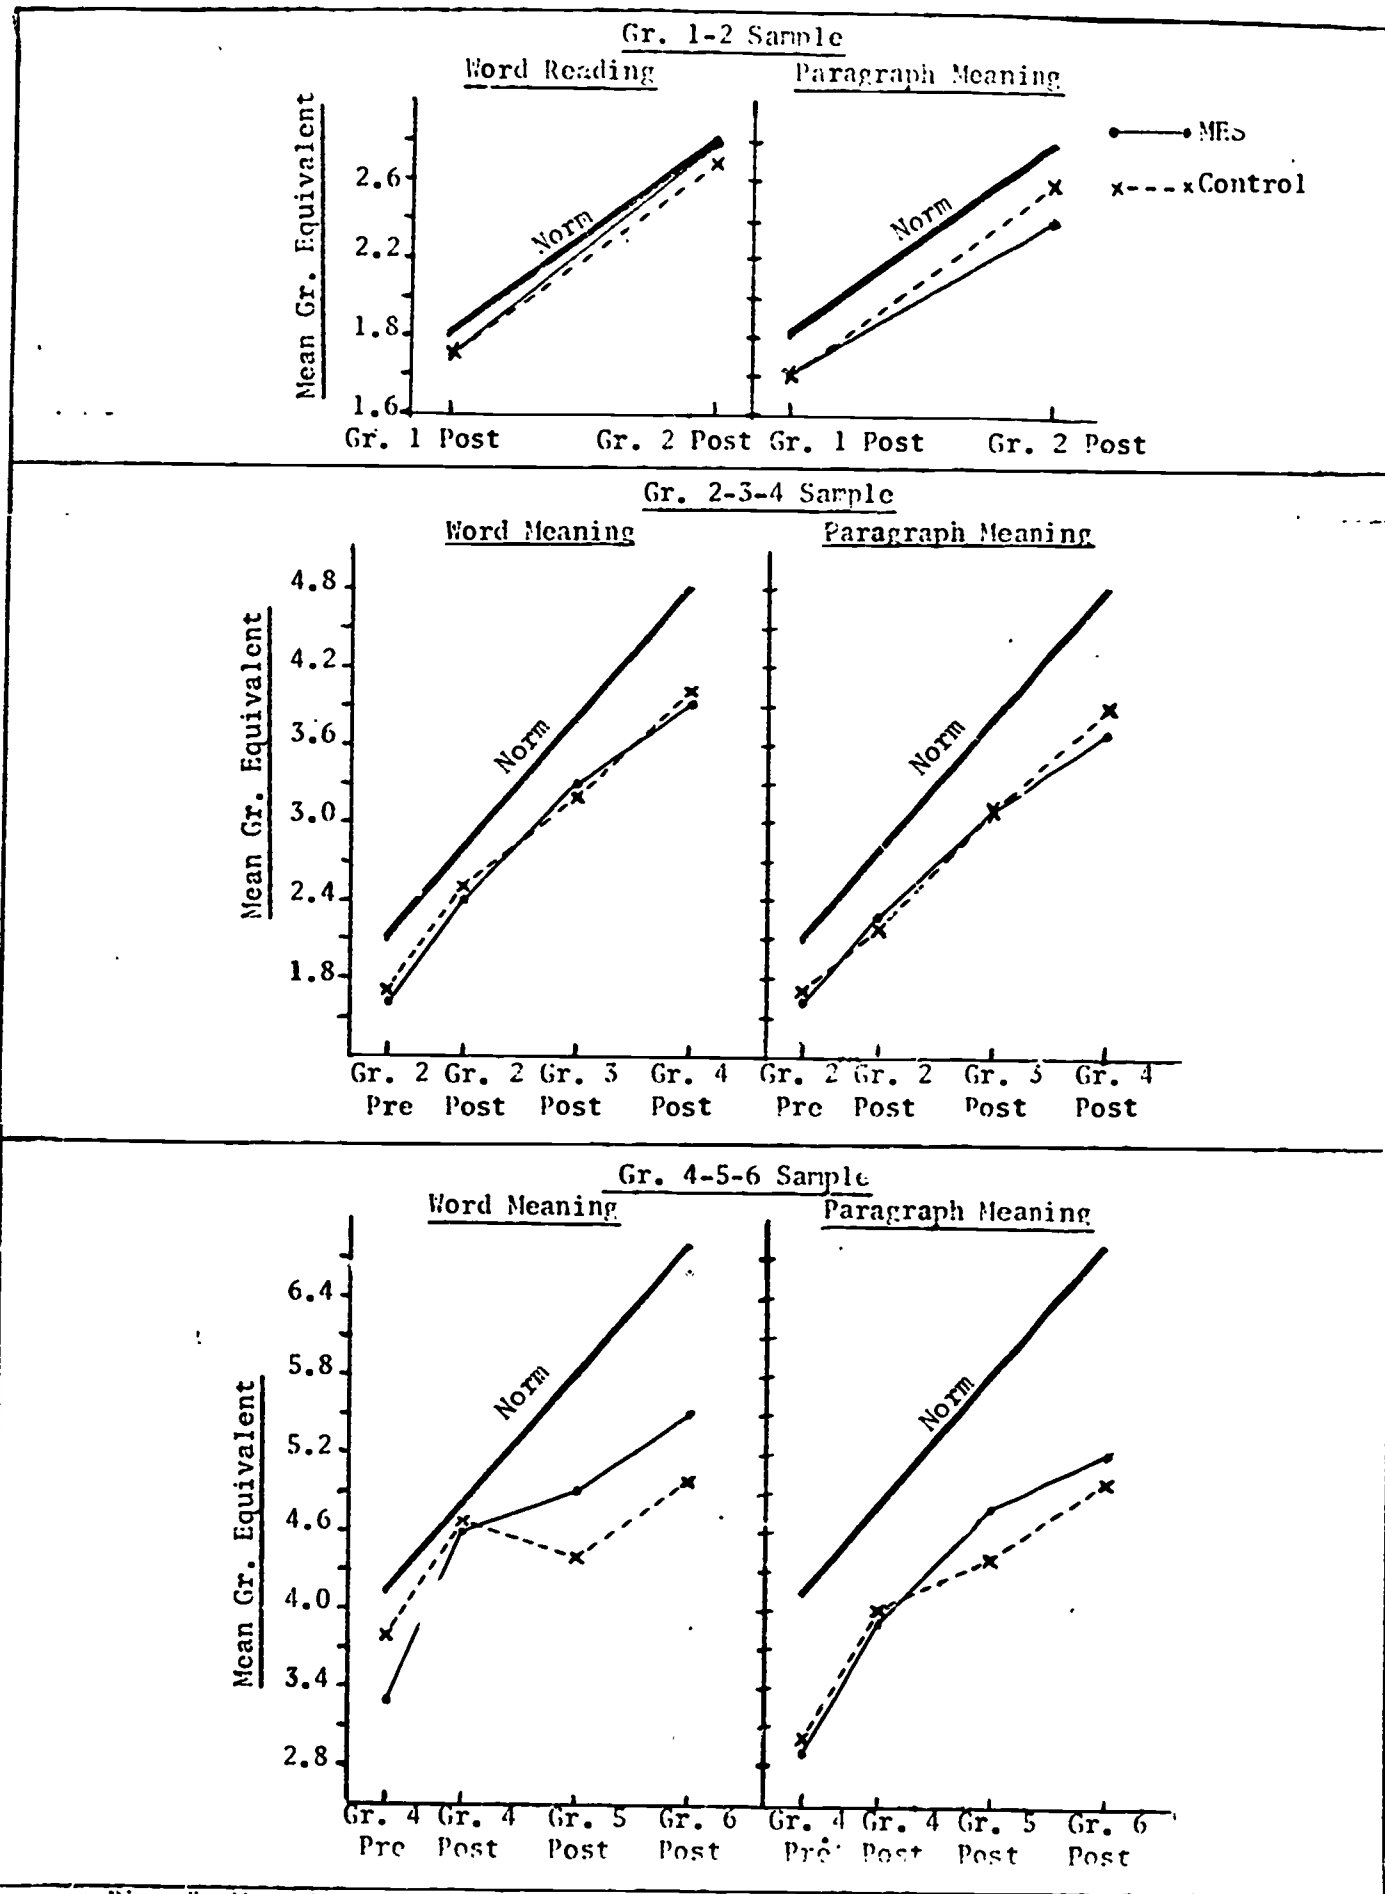 Gr. 1-2 Sample
Word Reading
Paragraph Meaning
Mean Gr. Equivalent
2.6
2.2
1.8
1.6
Norm
Norm
MES
x---x Control
Gr. 1 Post
Gr. 2 Post
Gr. 1 Post
Gr. 2 Post
Gr. 2-3-4 Sample
Word Meaning
Paragraph Meaning
Mean Gr. Equivalent
4.8
4.2
3.6
3.0
2.4
1.8
Norm
Norm
Gr. 2 Pre
Gr. 2 Post
Gr. 3 Post
Gr. 4 Post
Gr. 2 Pre
Gr. 2 Post
Gr. 3 Post
Gr. 4 Post
Gr. 4-5-6 Sample
Word Meaning
Paragraph Meaning
Mean Gr. Equivalent
6.4
5.8
5.2
4.6
4.0
3.4
2.8
Norm
Norm
Gr. 4 Pre
Gr. 4 Post
Gr. 5 Post
Gr. 6 Post
Gr. 4 Pre
Gr. 4 Post
Gr. 5 Post
Gr. 6 Post